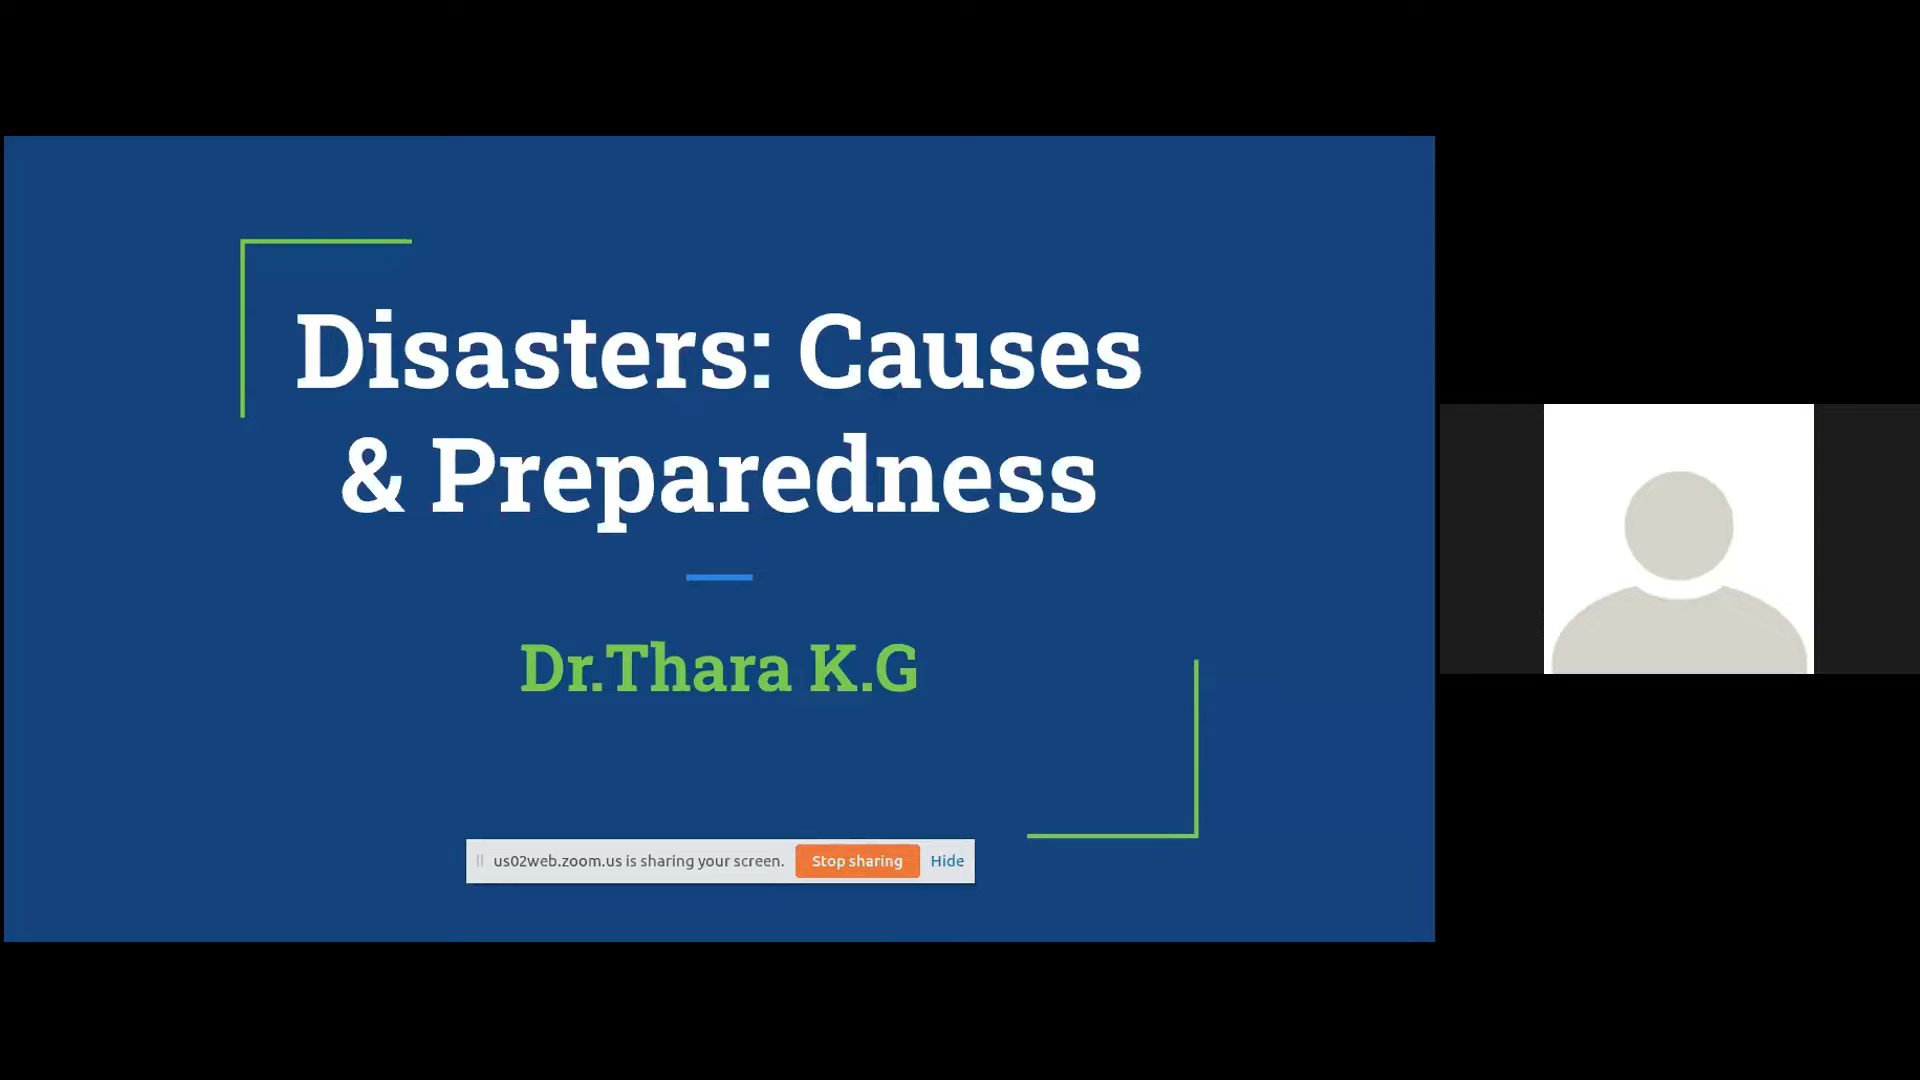 Disasters: Causes
& Preparedness
Dr.Thara K.G
us02web.zoom.us is sharing your screen. Stop sharing Hide